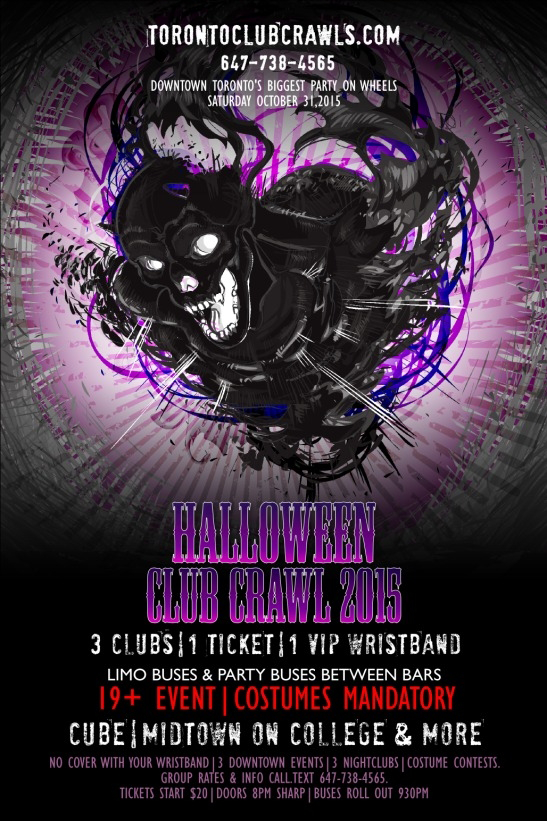 TORONTOCLUBCRAWLS.COM
647-738-4565
DOWNTOWN TORONTO'S BIGGEST PARTY ON WHEELS
SATURDAY OCTOBER 31,2015
HALLOWEEN
CLUB CRAWL 2015
3 CLUBS|1 TICKET|1 VIP WRISTBAND
LIMO BUSES & PARTY BUSES BETWEEN BARS
19+ EVENT|COSTUMES MANDATORY
CUBE|MIDTOWN ON COLLEGE & MORE
NO COVER WITH YOUR WRISTBAND|3 DOWNTOWN EVENTS|3 NIGHTCLUBS|COSTUME CONTESTS.
GROUP RATES & INFO CALL.TEXT 647-738-4565.
TICKETS START $20|DOORS 8PM SHARP|BUSES ROLL OUT 930PM